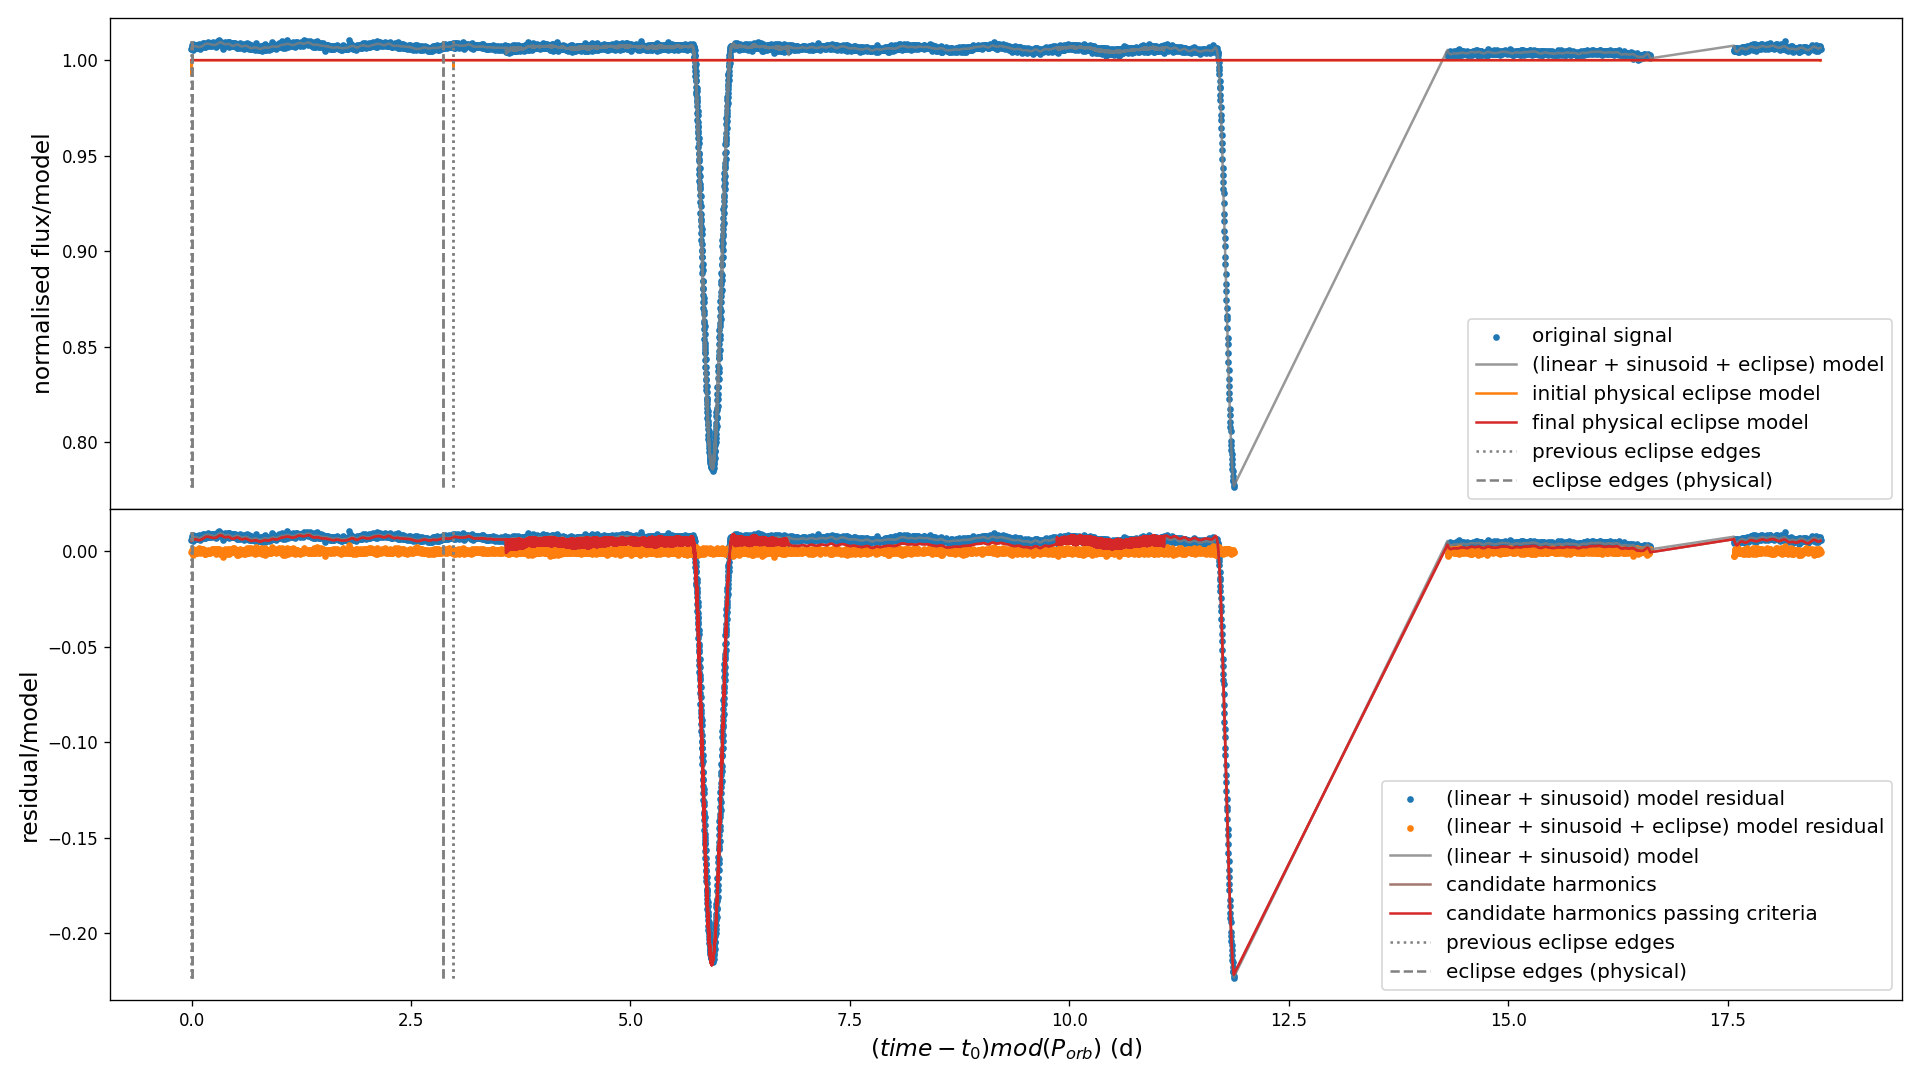 1.00
0.95
0.90
0.85
0.80
normalised flux/model
original signal
(linear + sinusoid + eclipse) model
initial physical eclipse model
final physical eclipse model
previous eclipse edges
eclipse edges (physical)
0.00
−0.05
−0.10
−0.15
−0.20
residual/model
(linear + sinusoid) model residual
(linear + sinusoid + eclipse) model residual
(linear + sinusoid) model
candidate harmonics
candidate harmonics passing criteria
previous eclipse edges
eclipse edges (physical)
0.0 2.5 5.0 7.5 10.0 12.5 15.0 17.5
(time − t₀)mod(P_orb) (d)